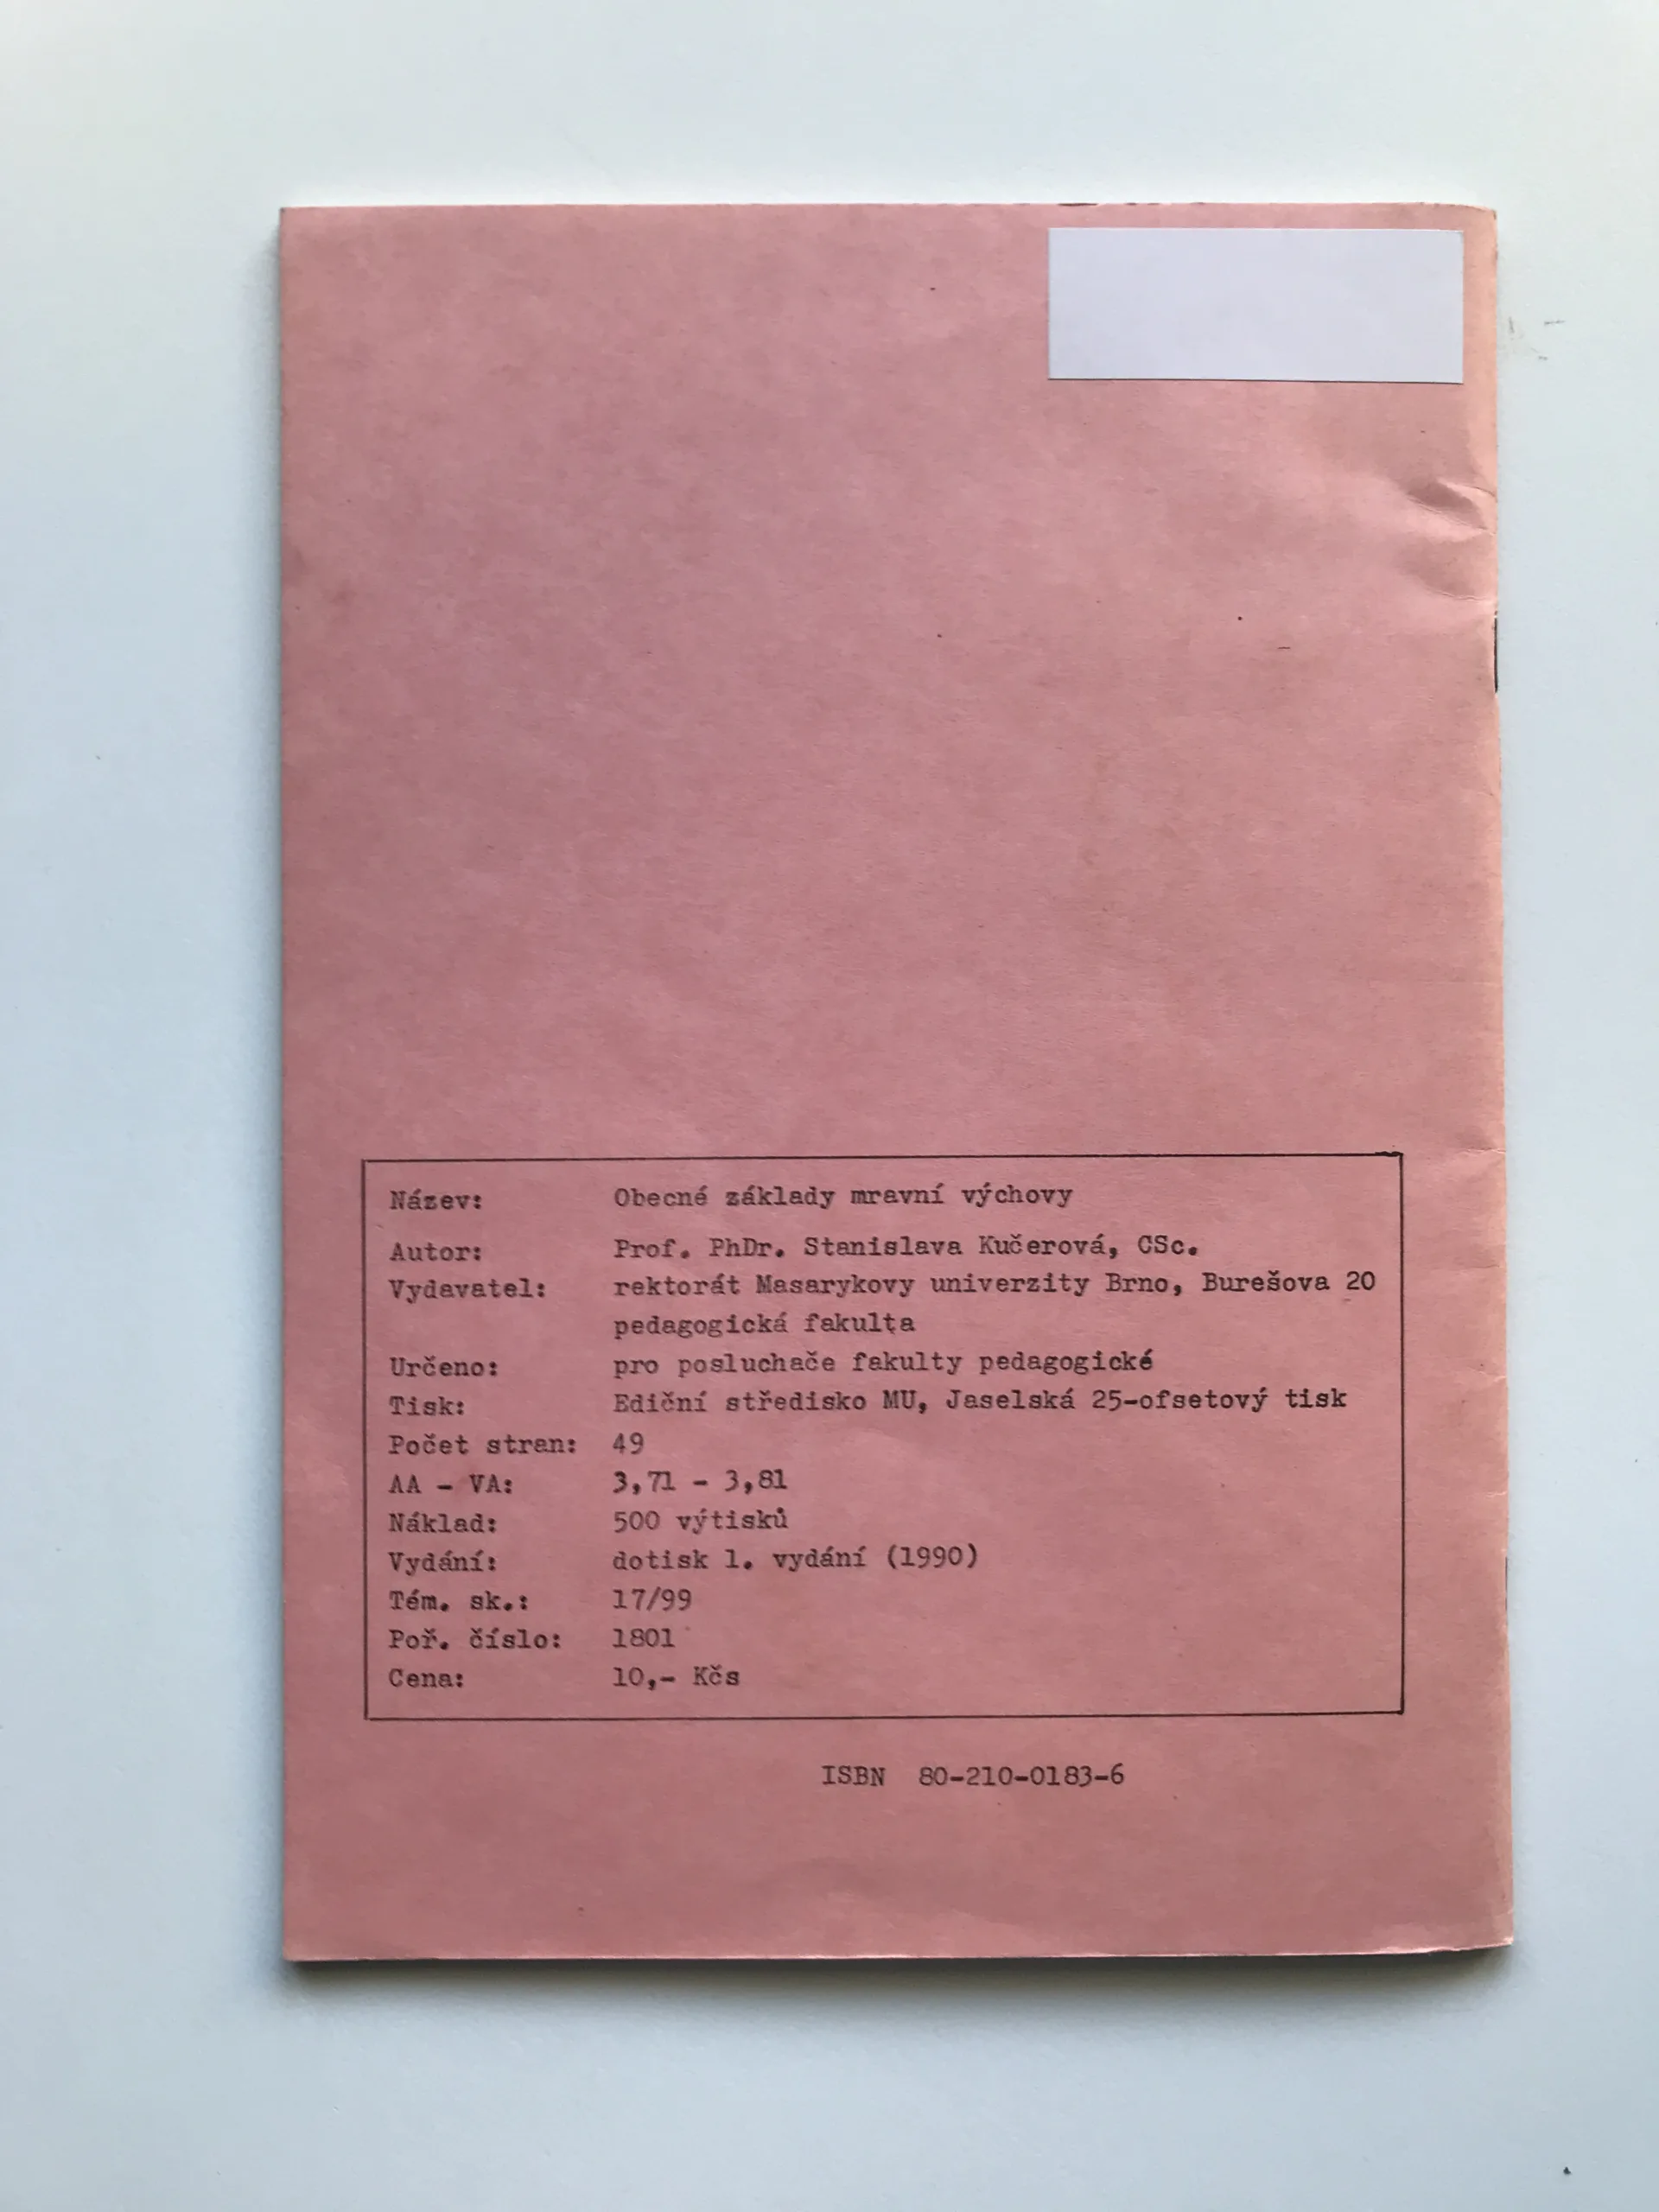 Název: Obecné základy mravní výchovy
Autor: Prof. PhDr. Stanislava Kučerová, CSc.
Vydavatel: rektorát Masarykovy univerzity Brno, Burešova 20
pedagogická fakulta
Určeno: pro posluchače fakulty pedagogické
Tisk: Ediční středisko MU, Jaselská 25-ofsetový tisk
Počet stran: 49
AA - VA: 3,71 - 3,81
Náklad: 500 výtisků
Vydání: dotisk 1. vydání (1990)
Tém. sk.: 17/99
Poř. číslo: 1801
Cena: 10,- Kčs
ISBN 80-210-0183-6